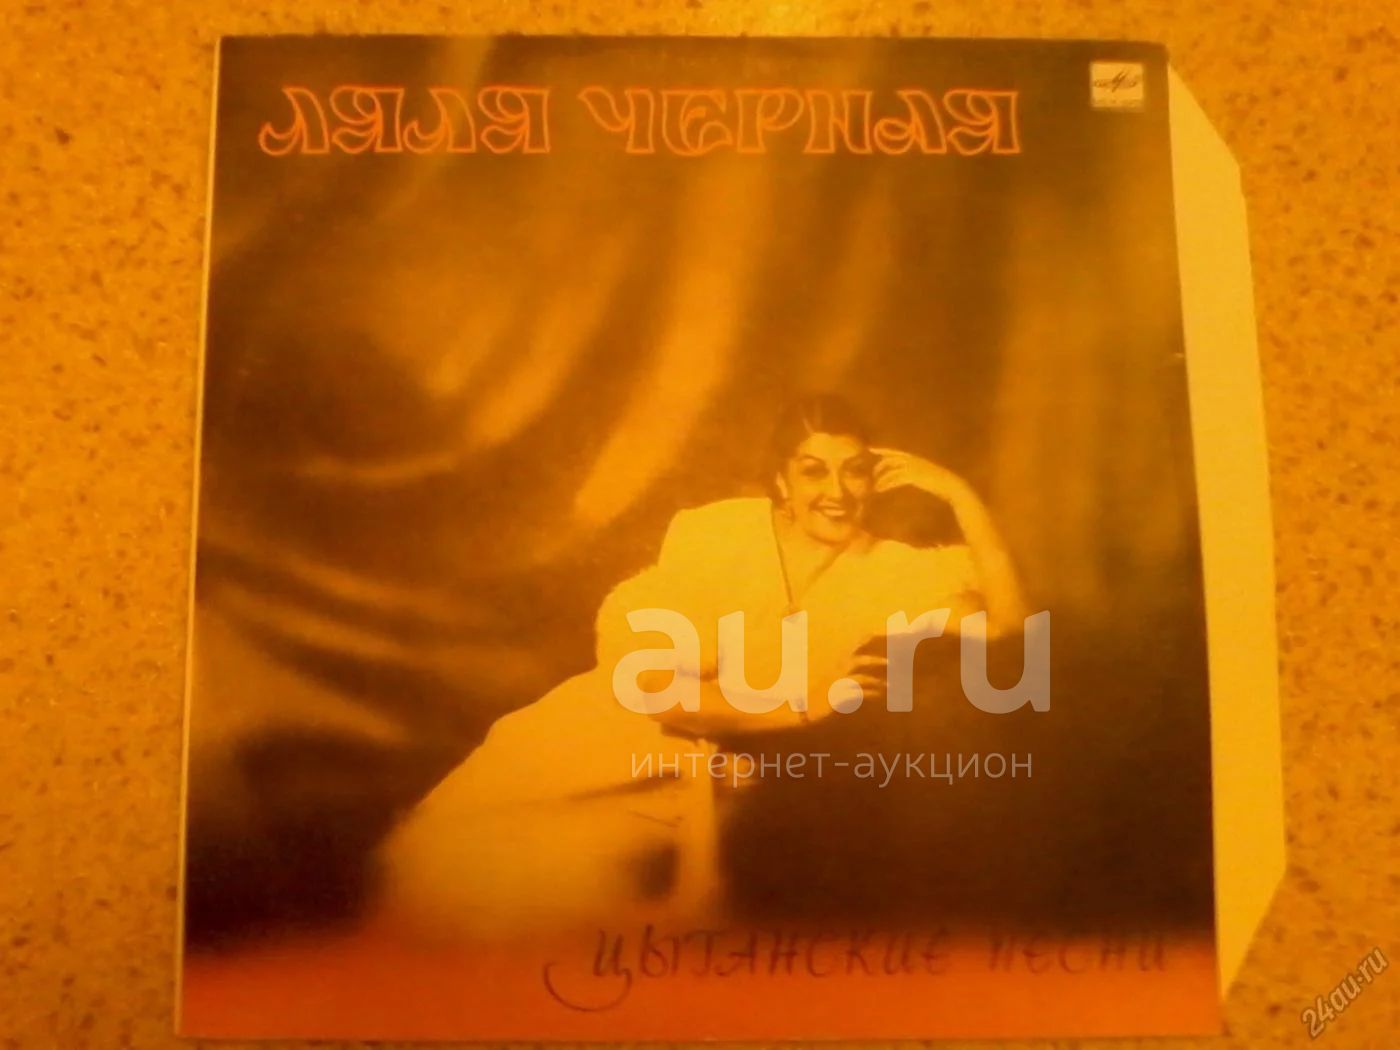 ЛЯЛЯ ЧЕРНАЯ
au.ru
интернет-аукцион
ЦЫГАНСКИЕ ПЕСНИ
24au.ru